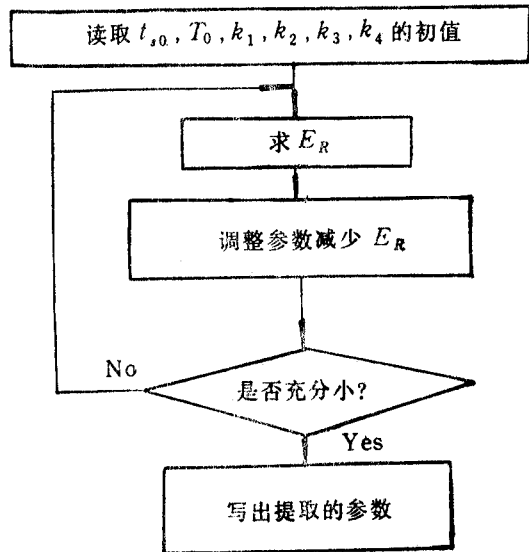 读取 t_{s0}, T_0, k_1, k_2, k_3, k_4 的初值
求 E_R
调整参数减少 E_R
No
是否充分小?
Yes
写出提取的参数